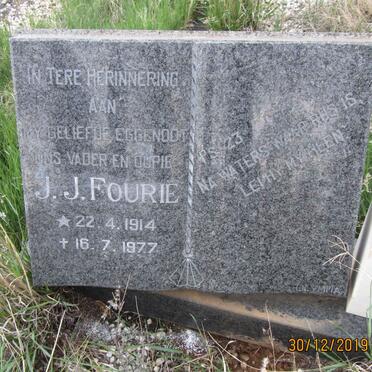 IN TERE HERINNERING
AAN
MY GELIEFDE EGGENOOT
ONS VADER EN OUPIE
J. J. FOURIE
★ 22. 4. 1914
✝ 16. 7. 1977
PS. 23
NA WATERS WAAR RUS IS,
LEI HY MY HEEN
OLYMPIA
30/12/2019